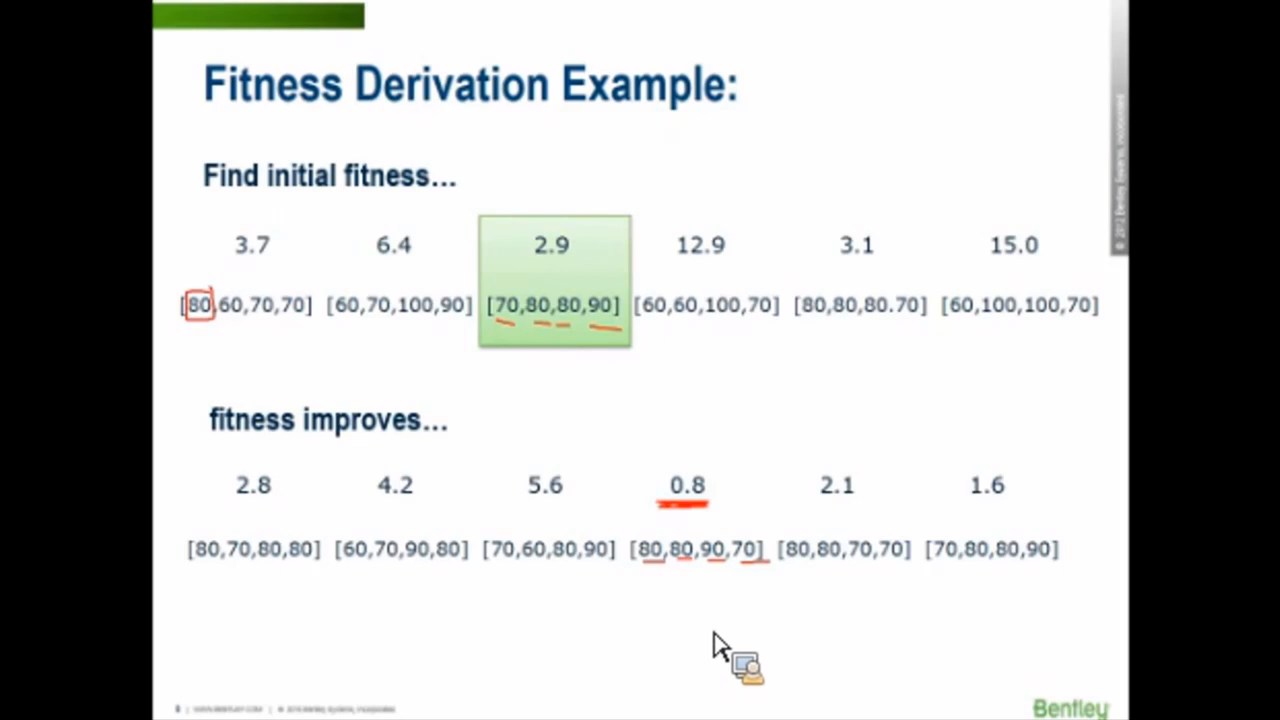 Fitness Derivation Example:
Find initial fitness...
3.7 6.4 2.9 12.9 3.1 15.0
[80,60,70,70] [60,70,100,90] [70,80,80,90] [60,60,100,70] [80,80,80.70] [60,100,100,70]
fitness improves...
2.8 4.2 5.6 0.8 2.1 1.6
[80,70,80,80] [60,70,90,80] [70,60,80,90] [80,80,90,70] [80,80,70,70] [70,80,80,90]
WWW.BENTLEY.COM
Bentley